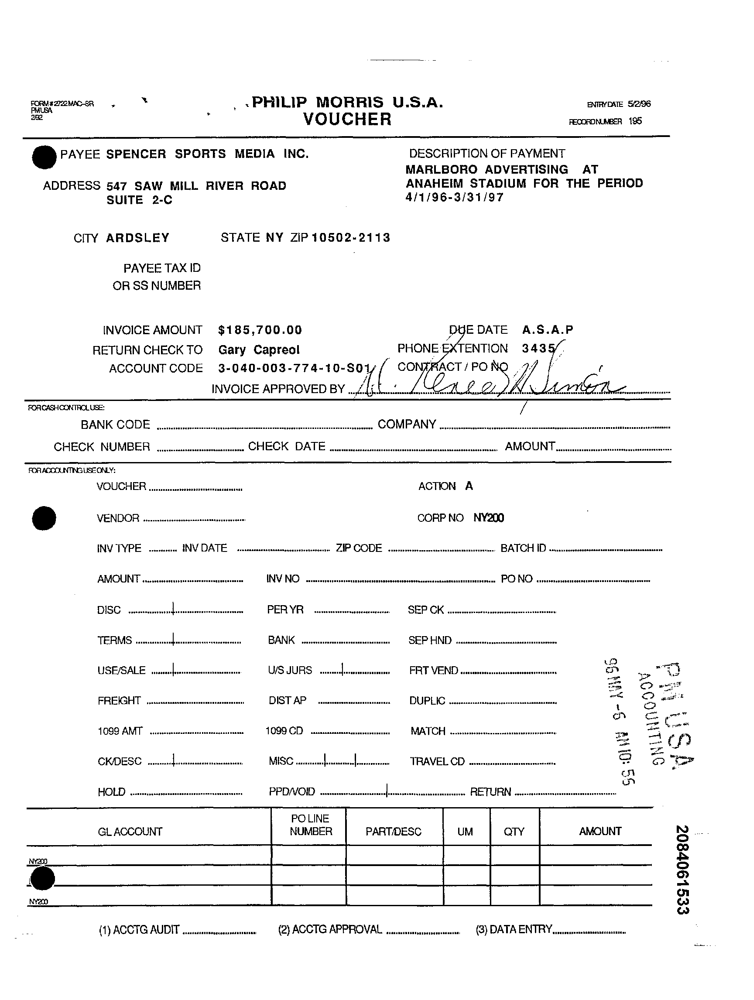 FORM # 2722 MAC-SR
PMUSA
2/92
PHILIP MORRIS U.S.A.
VOUCHER
ENTRY DATE 5/2/96
RECORD NUMBER 195
PAYEE SPENCER SPORTS MEDIA INC.
DESCRIPTION OF PAYMENT
MARLBORO ADVERTISING AT
ADDRESS 547 SAW MILL RIVER ROAD
ANAHEIM STADIUM FOR THE PERIOD
SUITE 2-C
4/1/96-3/31/97
CITY ARDSLEY STATE NY ZIP 10502-2113
PAYEE TAX ID
OR SS NUMBER
INVOICE AMOUNT $185,700.00 DUE DATE A.S.A.P
RETURN CHECK TO Gary Capreol PHONE EXTENTION 3435
ACCOUNT CODE 3-040-003-774-10-S01 CONTRACT / PO NO
INVOICE APPROVED BY Renee Simon
FOR CASH CONTROL USE:
BANK CODE COMPANY
CHECK NUMBER CHECK DATE AMOUNT
FOR ACCOUNTING USE ONLY:
VOUCHER ACTION A
VENDOR CORP NO NY200
INV TYPE INV DATE ZIP CODE BATCH ID
AMOUNT INV NO PO NO
DISC PER YR SEP CK
TERMS BANK SEP HND
USE/SALE U/S JURS FRT VEND
FREIGHT DIST AP DUPLIC
1099 AMT 1099 CD MATCH
CK/DESC MISC TRAVEL CD
HOLD PPD/VOID RETURN
PM USA.
ACCOUNTING
96 MAY -6 AM 10:55
GL ACCOUNT PO LINE NUMBER PART/DESC UM QTY AMOUNT
NY200
NY200
2084061533
(1) ACCTG AUDIT (2) ACCTG APPROVAL (3) DATA ENTRY